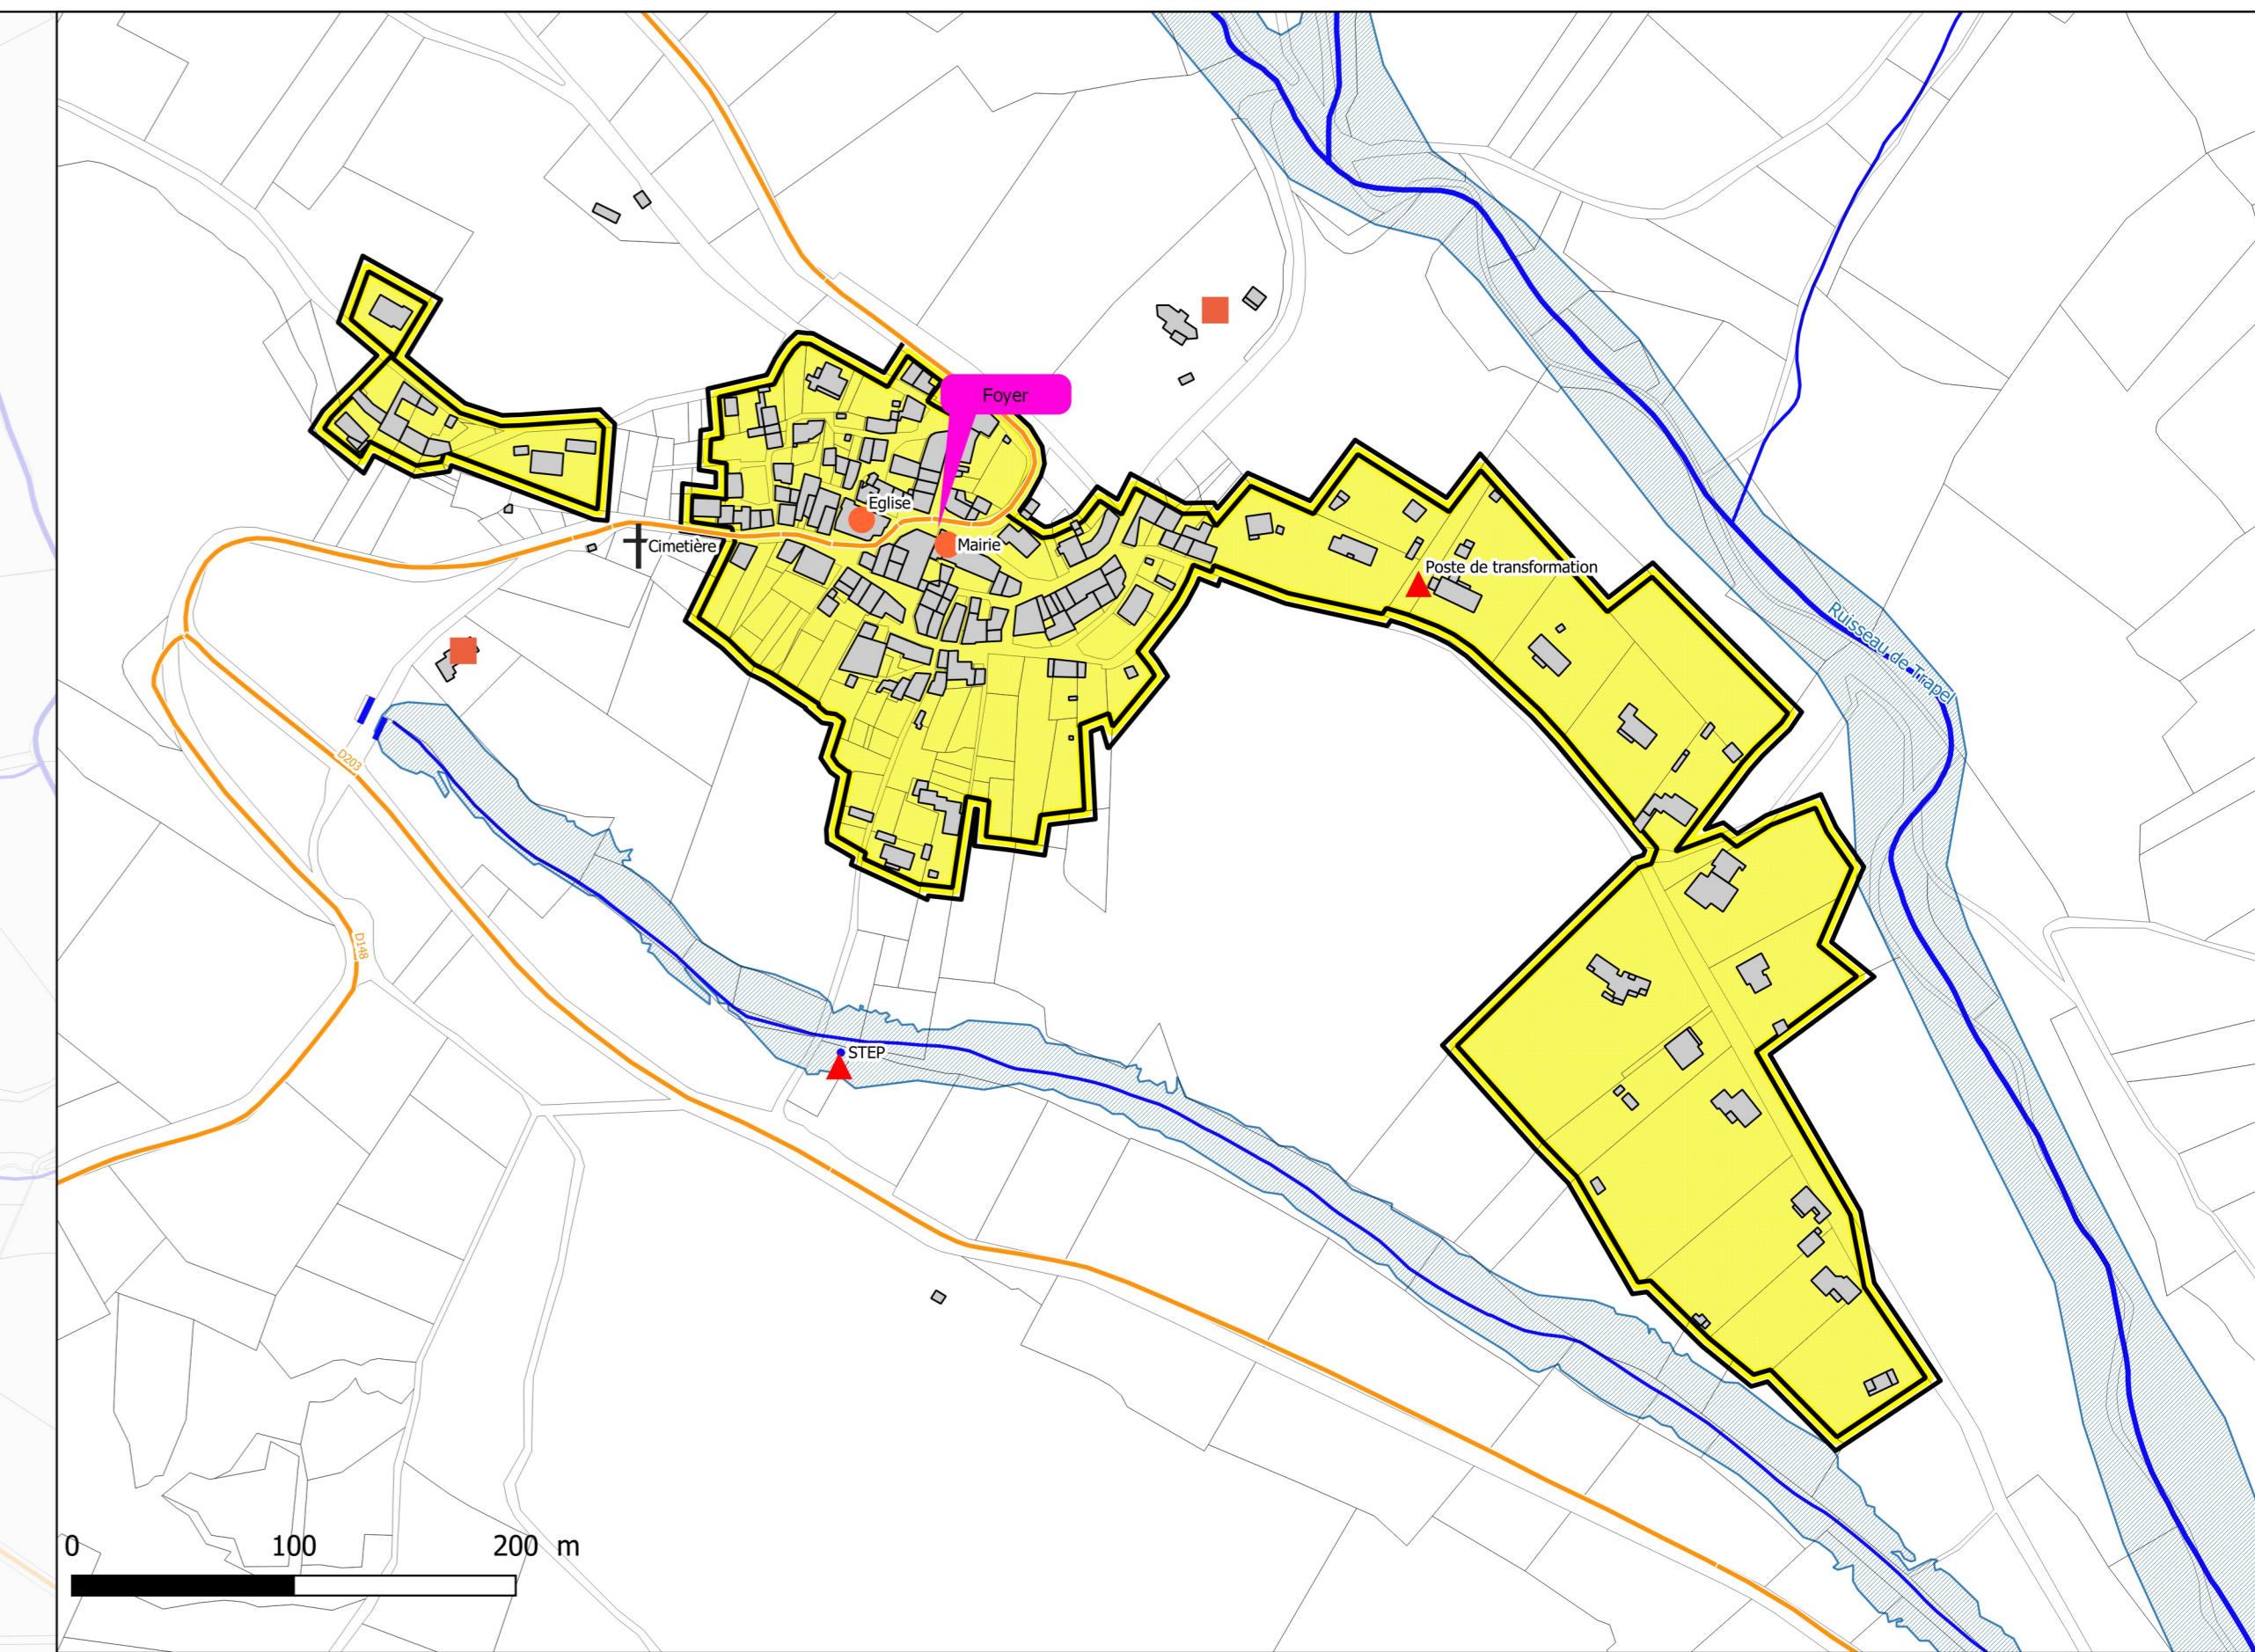 Foyer
Eglise
Cimetière
Mairie
Poste de transformation
Ruisseau de Trapel
D203
D148
STEP
0 100 200 m